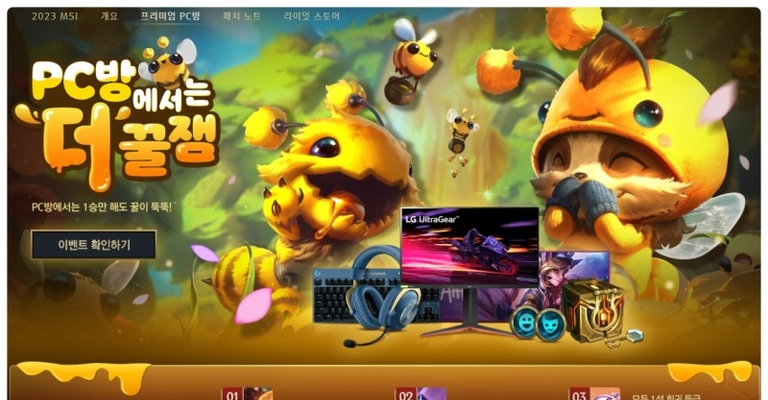 2023 MSI 개요 프리미엄 PC방 패치 노트 라이엇 스토어
PC방에서는
더 꿀잼
PC방에서는 1승만 해도 꿀이 뚝뚝!
이벤트 확인하기
LG UltraGear™
01 02 03